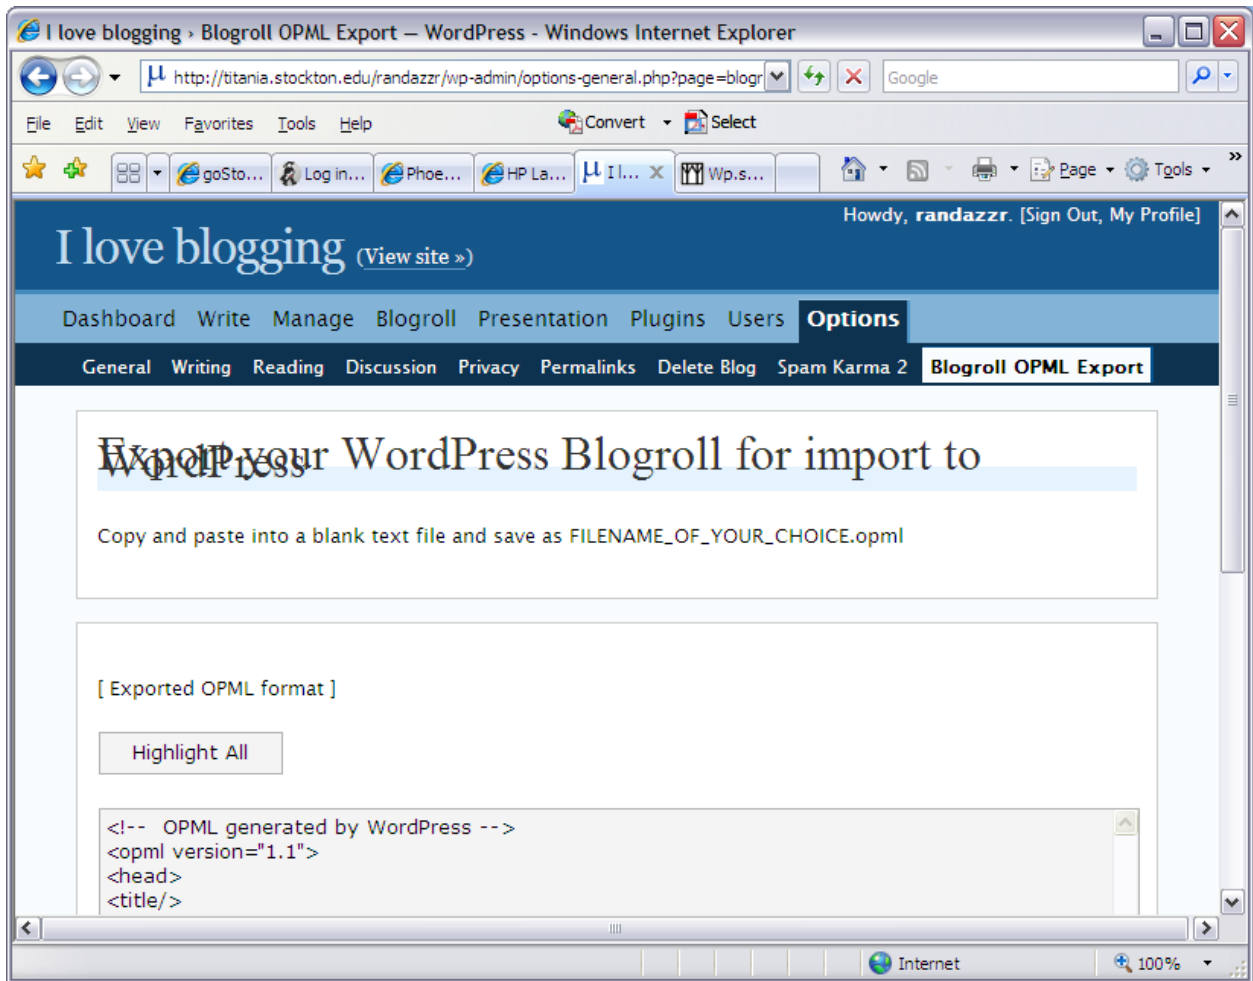 I love blogging › Blogroll OPML Export — WordPress - Windows Internet Explorer
http://titania.stockton.edu/randazzr/wp-admin/options-general.php?page=blogr
Google
File Edit View Favorites Tools Help Convert Select
goSto... Log in... Phoe... HP La... I l... Wp.s... Page Tools »
Howdy, randazzr. [Sign Out, My Profile]
I love blogging (View site »)
Dashboard Write Manage Blogroll Presentation Plugins Users Options
General Writing Reading Discussion Privacy Permalinks Delete Blog Spam Karma 2 Blogroll OPML Export
Export your WordPress Blogroll for import to
WordPress
Copy and paste into a blank text file and save as FILENAME_OF_YOUR_CHOICE.opml
[ Exported OPML format ]
Highlight All
<!--  OPML generated by WordPress -->
<opml version="1.1">
<head>
<title/>
Internet 100%